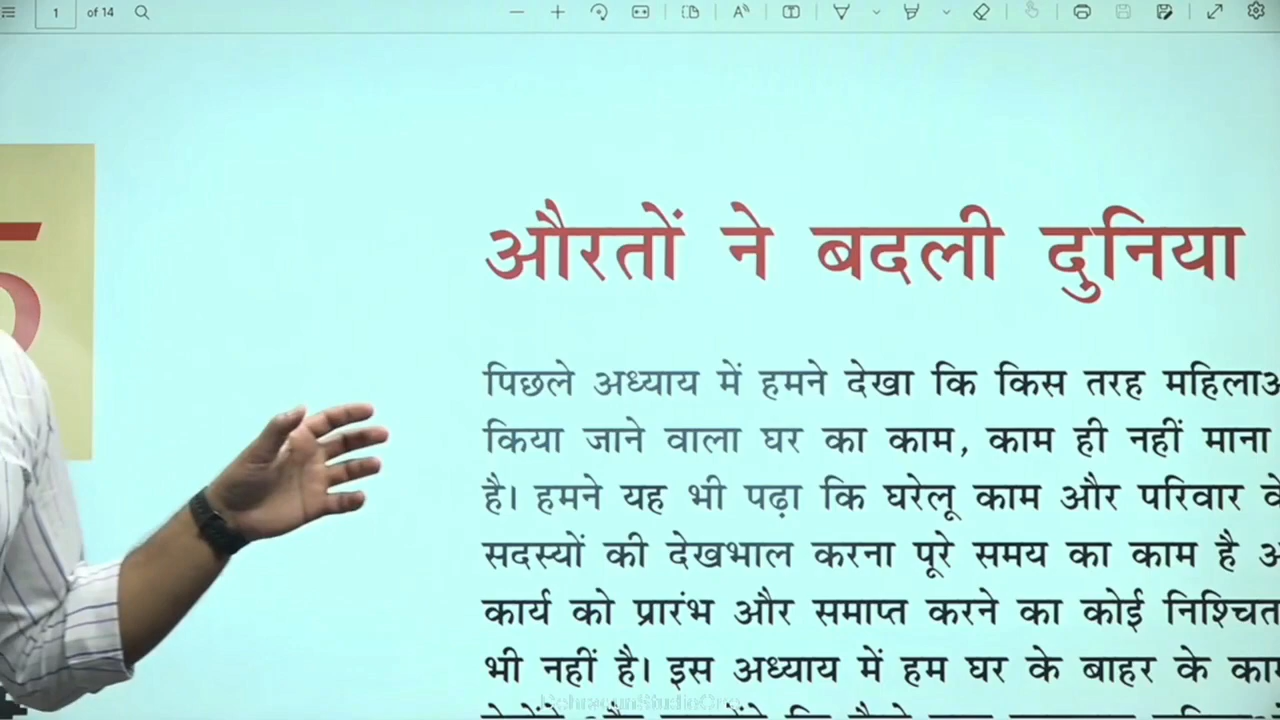 1 of 14
औरतों ने बदली दुनिया
पिछले अध्याय में हमने देखा कि किस तरह
किया जाने वाला घर का काम, काम ही नहीं माना
है। हमने यह भी पढ़ा कि घरेलू काम और परिवार
सदस्यों की देखभाल करना पूरे समय का काम है
कार्य को प्रारंभ और समाप्त करने का कोई निश्चित
भी नहीं है। इस अध्याय में हम घर के बाहर के